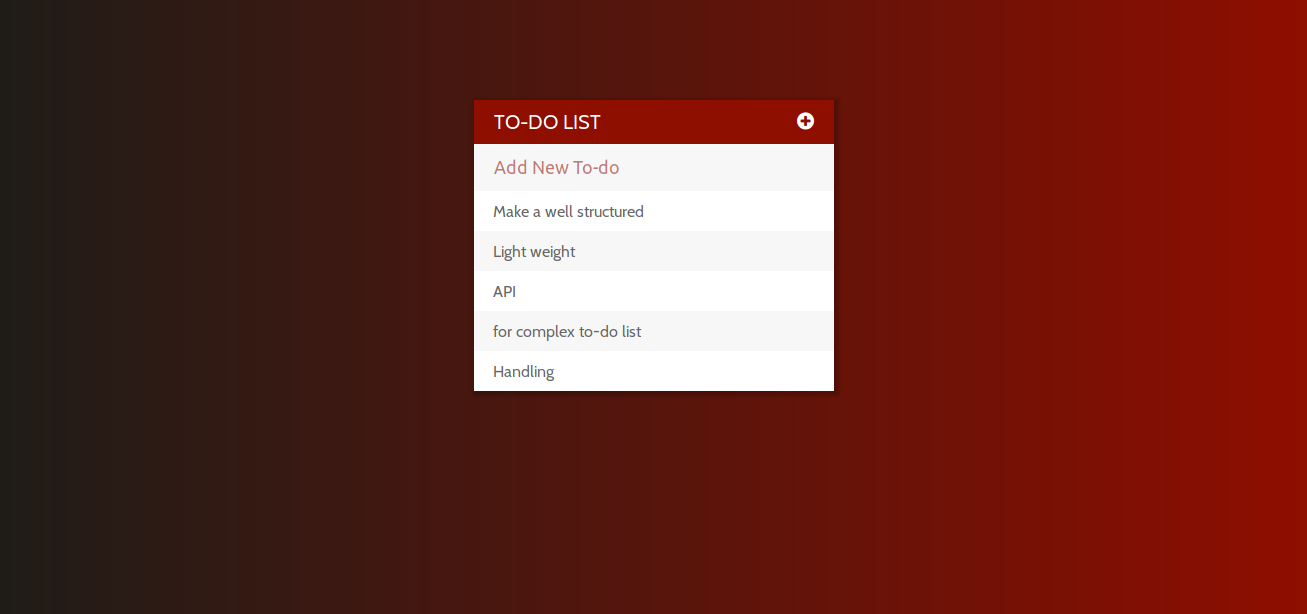 TO-DO LIST
Add New To-do
Make a well structured
Light weight
API
for complex to-do list
Handling